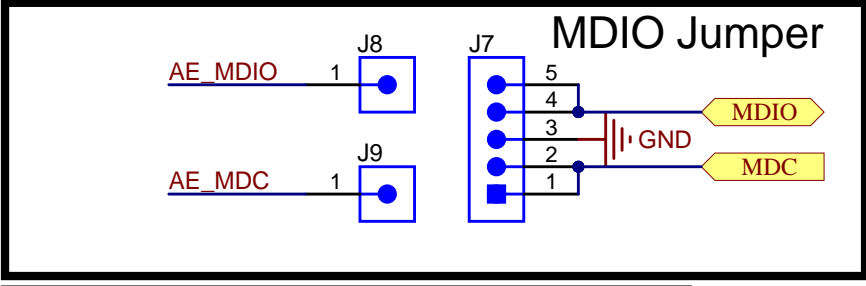 MDIO Jumper
J8
J7
AE_MDIO
1
5
4
MDIO
3
GND
J9
2
MDC
AE_MDC
1
1